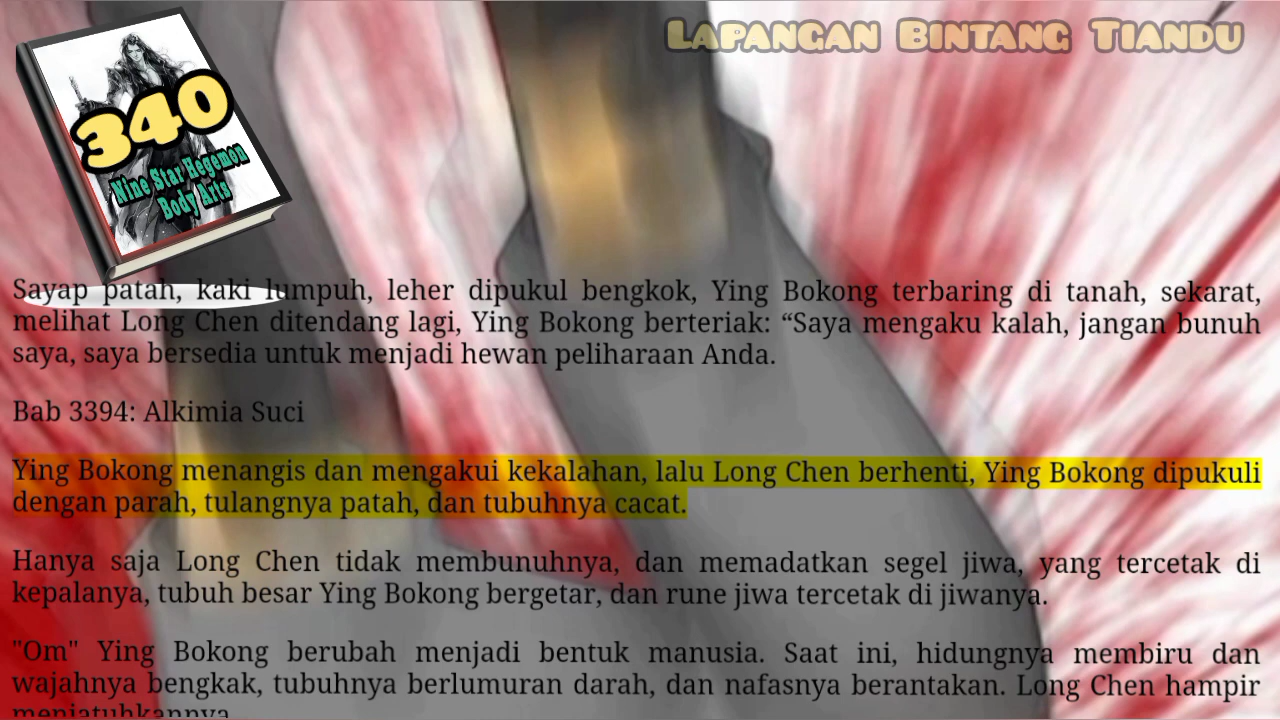 Lapangan Bintang Tiandu
340
Nine Star Hegemon
Body Arts
Sayap patah, kaki lumpuh, leher dipukul bengkok, Ying Bokong terbaring di tanah, sekarat,
melihat Long Chen ditendang lagi, Ying Bokong berteriak: “Saya mengaku kalah, jangan bunuh
saya, saya bersedia untuk menjadi hewan peliharaan Anda.
Bab 3394: Alkimia Suci
Ying Bokong menangis dan mengakui kekalahan, lalu Long Chen berhenti, Ying Bokong dipukuli
dengan parah, tulangnya patah, dan tubuhnya cacat.
Hanya saja Long Chen tidak membunuhnya, dan memadatkan segel jiwa, yang tercetak di
kepalanya, tubuh besar Ying Bokong bergetar, dan rune jiwa tercetak di jiwanya.
"Om" Ying Bokong berubah menjadi bentuk manusia. Saat ini, hidungnya membiru dan
wajahnya bengkak, tubuhnya berlumuran darah, dan nafasnya berantakan. Long Chen hampir
menjatuhkannya.